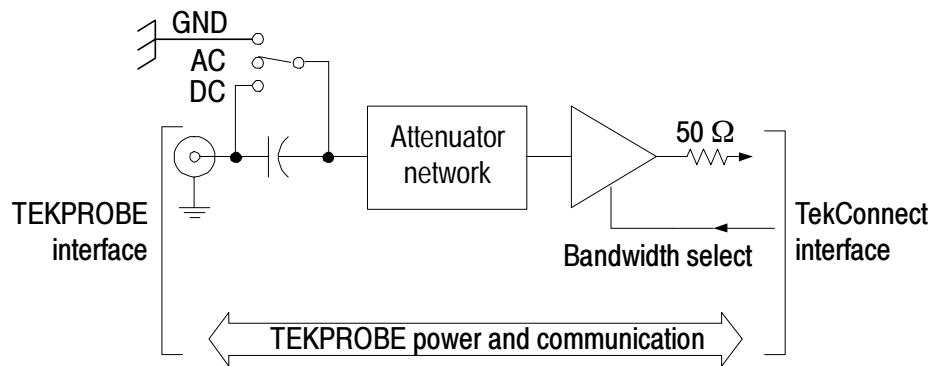 GND
AC
DC
Attenuator
network
50 Ω
TEKPROBE
interface
TekConnect
interface
Bandwidth select
TEKPROBE power and communication